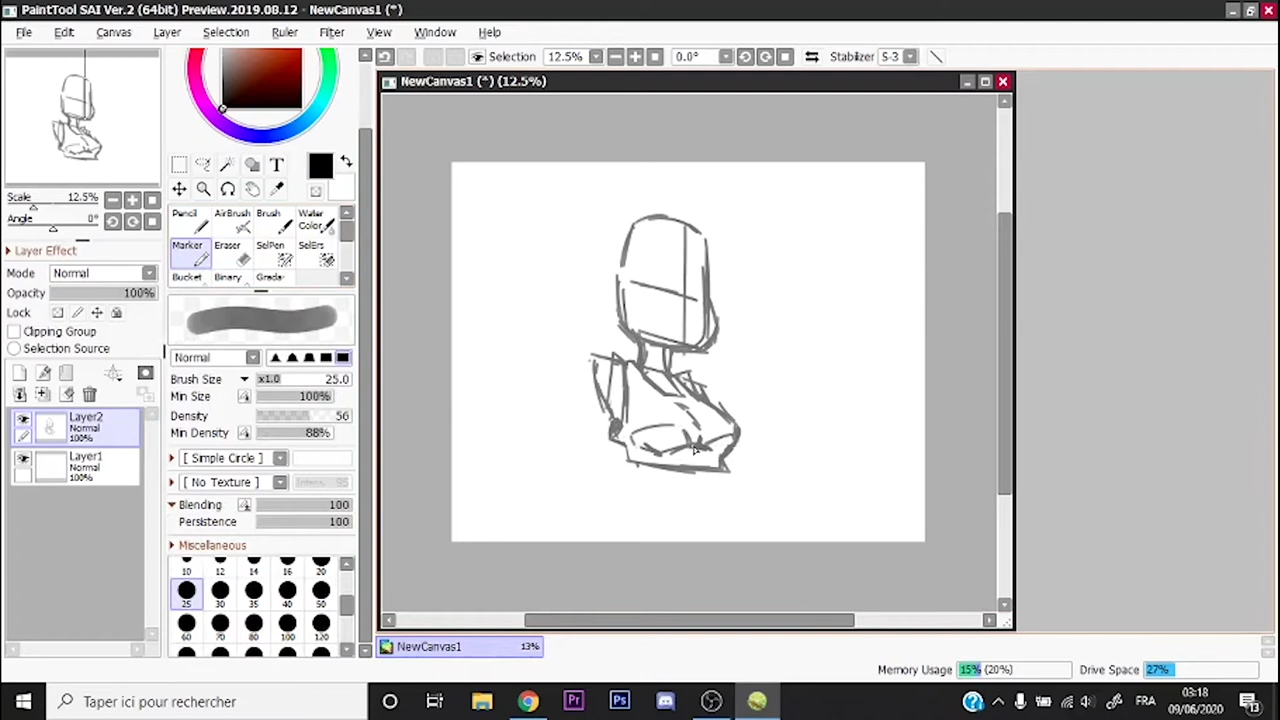 PaintTool SAI Ver.2 (64bit) Preview.2019.08.12 - NewCanvas1 (*)
File Edit Canvas Layer Selection Ruler Filter View Window Help
Selection 12.5% 0.0° Stabilizer S-3
NewCanvas1 (*) (12.5%)
Scale 12.5%
Angle 0°
Layer Effect
Mode Normal
Opacity 100%
Lock
Clipping Group
Selection Source
Layer2
Normal
100%
Layer1
Normal
100%
T
Pencil AirBrush Brush Water Color
Marker Eraser SelPen SelErs
Bucket Binary Grada
Normal
Brush Size x1.0 25.0
Min Size 100%
Density 56
Min Density 88%
[ Simple Circle ]
[ No Texture ] Intens. 95
Blending 100
Persistence 100
Miscellaneous
10 12 14 16 20
25 30 35 40 50
60 70 80 100 120
NewCanvas1 13%
Memory Usage 15% (20%) Drive Space 27%
Taper ici pour rechercher
Pr
Ps
FRA
03:18
09/06/2020
13